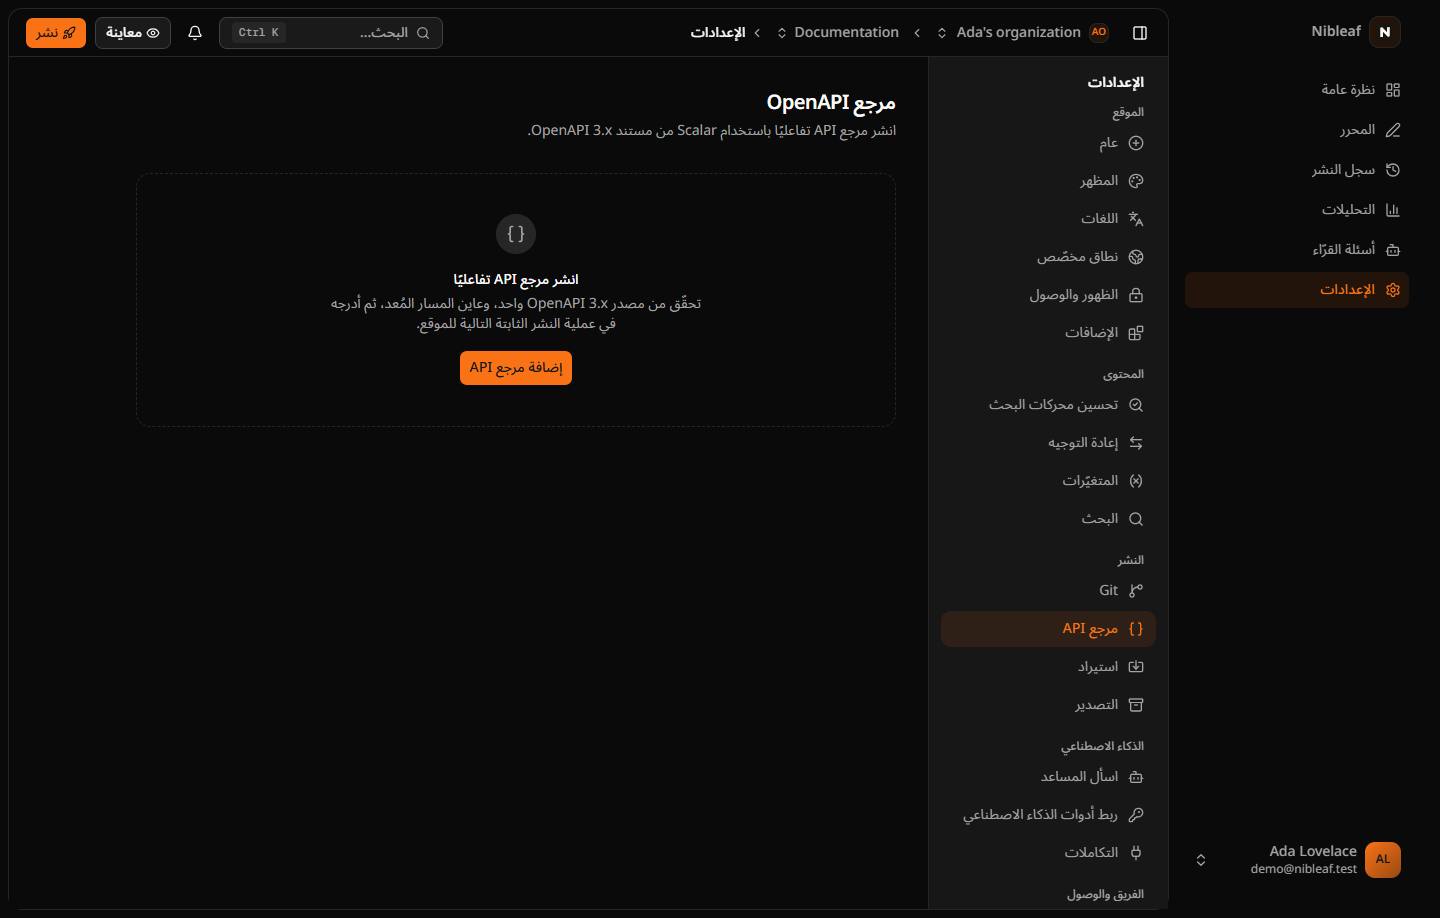 Nibleaf
نظرة عامة
المحرر
سجل النشر
التحليلات
أسئلة القرّاء
الإعدادات
Ada Lovelace
demo@nibleaf.test
AL
AO
Ada's organization
Documentation
الإعدادات
البحث...
Ctrl K
معاينة
نشر
الإعدادات
الموقع
عام
المظهر
اللغات
نطاق مخصّص
الظهور والوصول
الإضافات
المحتوى
تحسين محركات البحث
إعادة التوجيه
المتغيّرات
البحث
النشر
Git
مرجع API
استيراد
التصدير
الذكاء الاصطناعي
اسأل المساعد
ربط أدوات الذكاء الاصطناعي
التكاملات
الفريق والوصول
مرجع OpenAPI
انشر مرجع API تفاعليًا باستخدام Scalar من مستند OpenAPI 3.x.
انشر مرجع API تفاعليًا
تحقّق من مصدر OpenAPI 3.x واحد، وعاين المسار المُعد، ثم أدرجه
في عملية النشر الثابتة التالية للموقع.
إضافة مرجع API